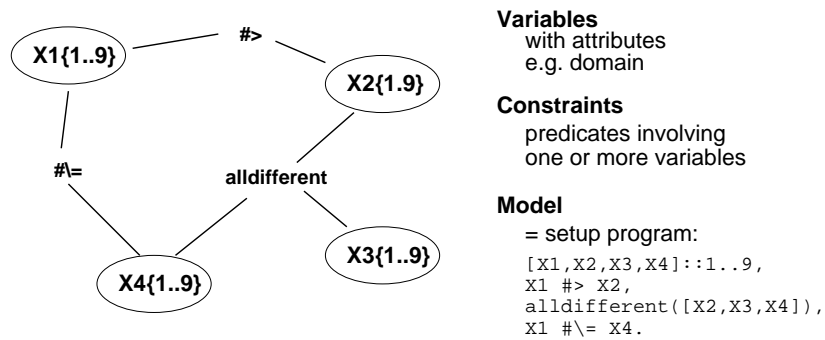 X1{1..9}
#>
X2{1.9}
#\=
alldifferent
X3{1..9}
X4{1..9}
Variables
with attributes
e.g. domain
Constraints
predicates involving
one or more variables
Model
= setup program:
[X1,X2,X3,X4]::1..9,
X1 #> X2,
alldifferent([X2,X3,X4]),
X1 #\= X4.